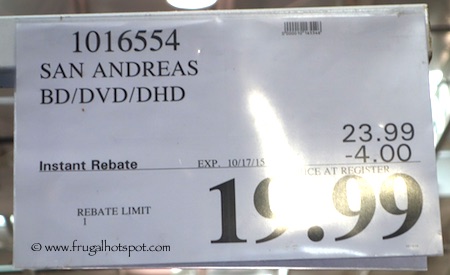 1016554
SAN ANDREAS
BD/DVD/DHD
23.99
Instant Rebate EXP. 10/17/15 -4.00
AT REGISTER
19.99
REBATE LIMIT
1
© www.frugalhotspot.com